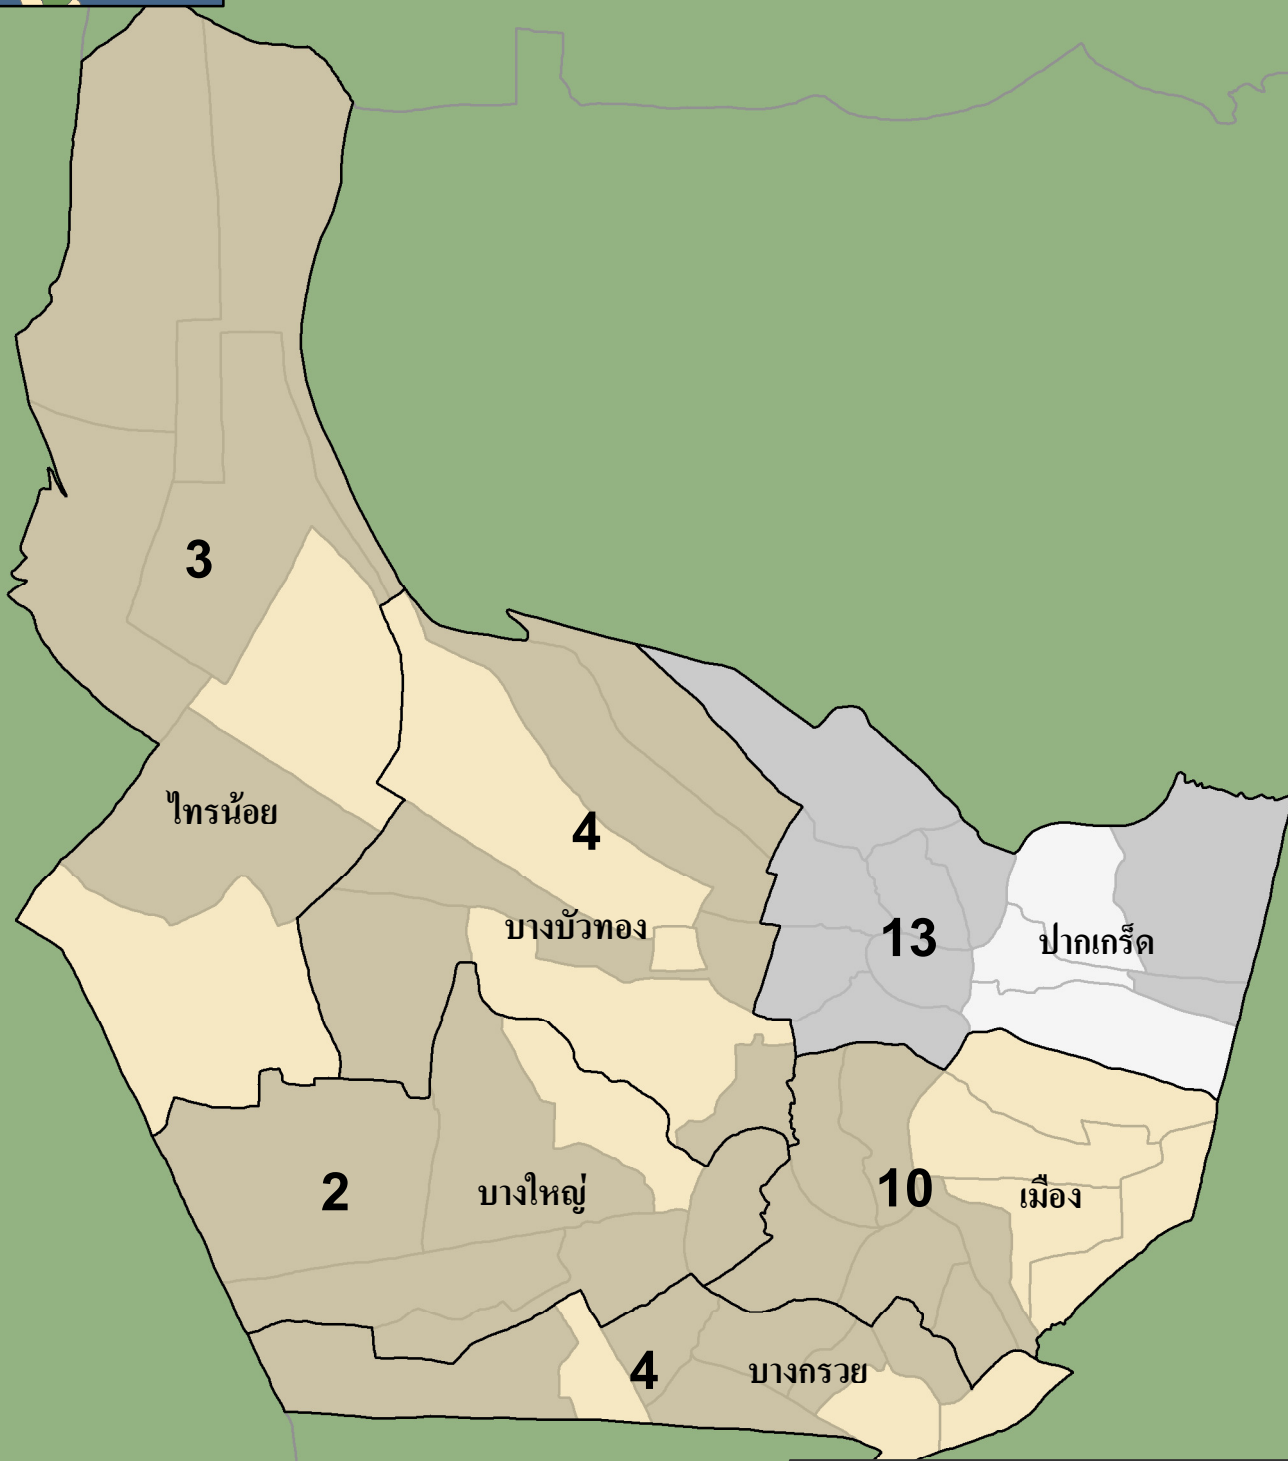 3
ไทรน้อย
4
บางบัวทอง
13
ปากเกร็ด
2
บางใหญ่
10
เมือง
4
บางกรวย